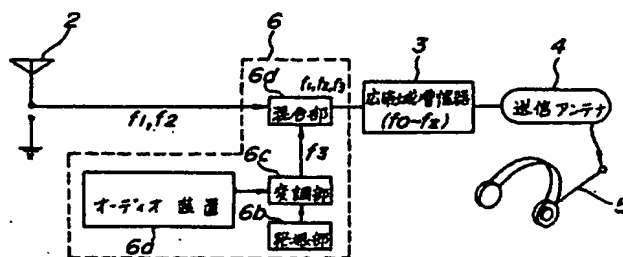 2
6
6d
f1,f2,f3
混合部
3
広帯域増幅器
(f0~fz)
4
送信アンテナ
f1,f2
f3
6c
変調部
オーディオ装置
6b
発振部
6a
5